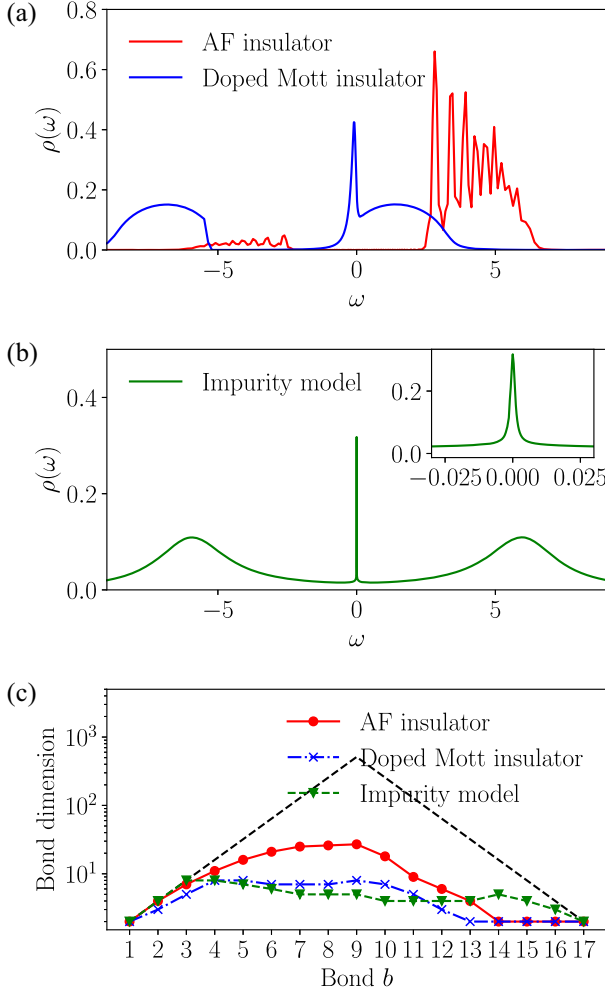 (a)
AF insulator
Doped Mott insulator
0.8
0.6
0.4
0.2
0.0
ρ(ω)
−5
0
5
ω
(b)
Impurity model
0.4
0.2
0.0
ρ(ω)
0.2
0.0
−0.025
0.000
0.025
−5
0
5
ω
(c)
AF insulator
Doped Mott insulator
Impurity model
10³
10²
10¹
Bond dimension
1 2 3 4 5 6 7 8 9 10 11 12 13 14 15 16 17
Bond b